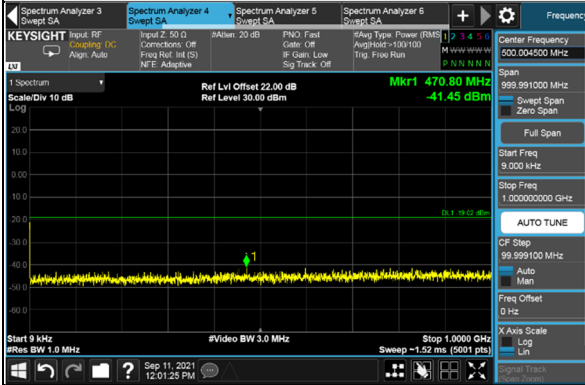 Spectrum Analyzer 3
Swept SA
Spectrum Analyzer 4
Swept SA
Spectrum Analyzer 5
Swept SA
Spectrum Analyzer 6
Swept SA
Frequency
KEYSIGHT
LXI
Input: RF
Coupling: DC
Align: Auto
Input Z: 50 Ω
Corrections: Off
Freq Ref: Int (S)
NFE: Adaptive
#Atten: 20 dB
PNO: Fast
Gate: Off
IF Gain: Low
Sig Track: Off
#Avg Type: Power (RMS
Avg|Hold:>100/100
Trig: Free Run
1 2 3 4 5 6
M W W W W W
P N N N N N
1 Spectrum
Scale/Div 10 dB
Log
Ref Lvl Offset 22.00 dB
Ref Level 30.00 dBm
Mkr1 470.80 MHz
-41.45 dBm
20.0
10.0
0.00
-10.0
-20.0
-30.0
-40.0
-50.0
-60.0
DL1 -19.02 dBm
1
Start 9 kHz
#Res BW 1.0 MHz
#Video BW 3.0 MHz
Stop 1.0000 GHz
Sweep ~1.52 ms (5001 pts)
Center Frequency
500.004500 MHz
Span
999.991000 MHz
Swept Span
Zero Span
Full Span
Start Freq
9.000 kHz
Stop Freq
1.000000000 GHz
AUTO TUNE
CF Step
99.999100 MHz
Auto
Man
Freq Offset
0 Hz
X Axis Scale
Log
Lin
Signal Track
(Span Zoom)
?
Sep 11, 2021
12:01:25 PM